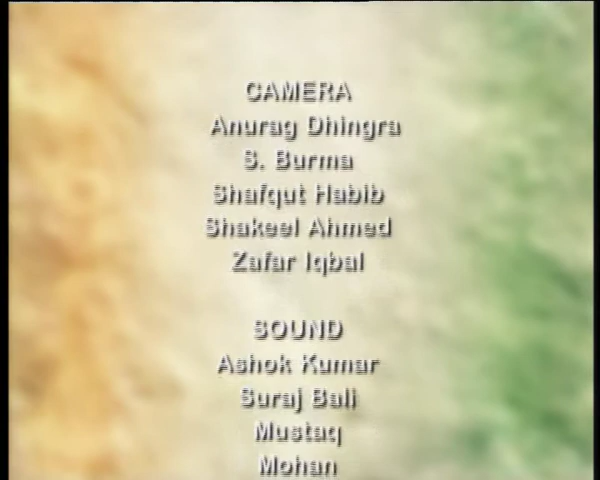 CAMERA
Anurag Dhingra
S. Burma
Shafqut Habib
Shakeel Ahmed
Zafar Iqbal
SOUND
Ashok Kumar
Suraj Bali
Mustaq
Mohan